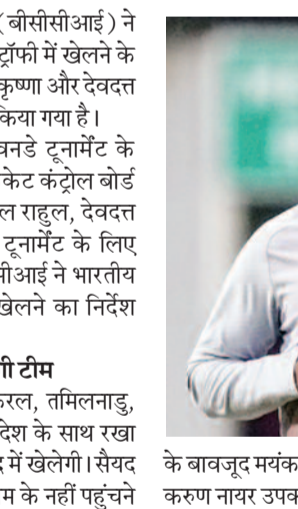 (बीसीसीआई) ने
ट्रॉफी में खेलने के
कृष्णा और देवदत्त
किया गया है।
वनडे टूनार्मेंट के
केट कंट्रोल बोर्ड
ल राहुल, देवदत्त
टूनार्मेंट के लिए
सीआई ने भारतीय
खेलने का निर्देश
गी टीम
करल, तमिलनाडु,
देश के साथ रखा
द में खेलेगी। सैयद
म के नहीं पहुंचने
के बावजूद मयंक
करुण नायर उपक